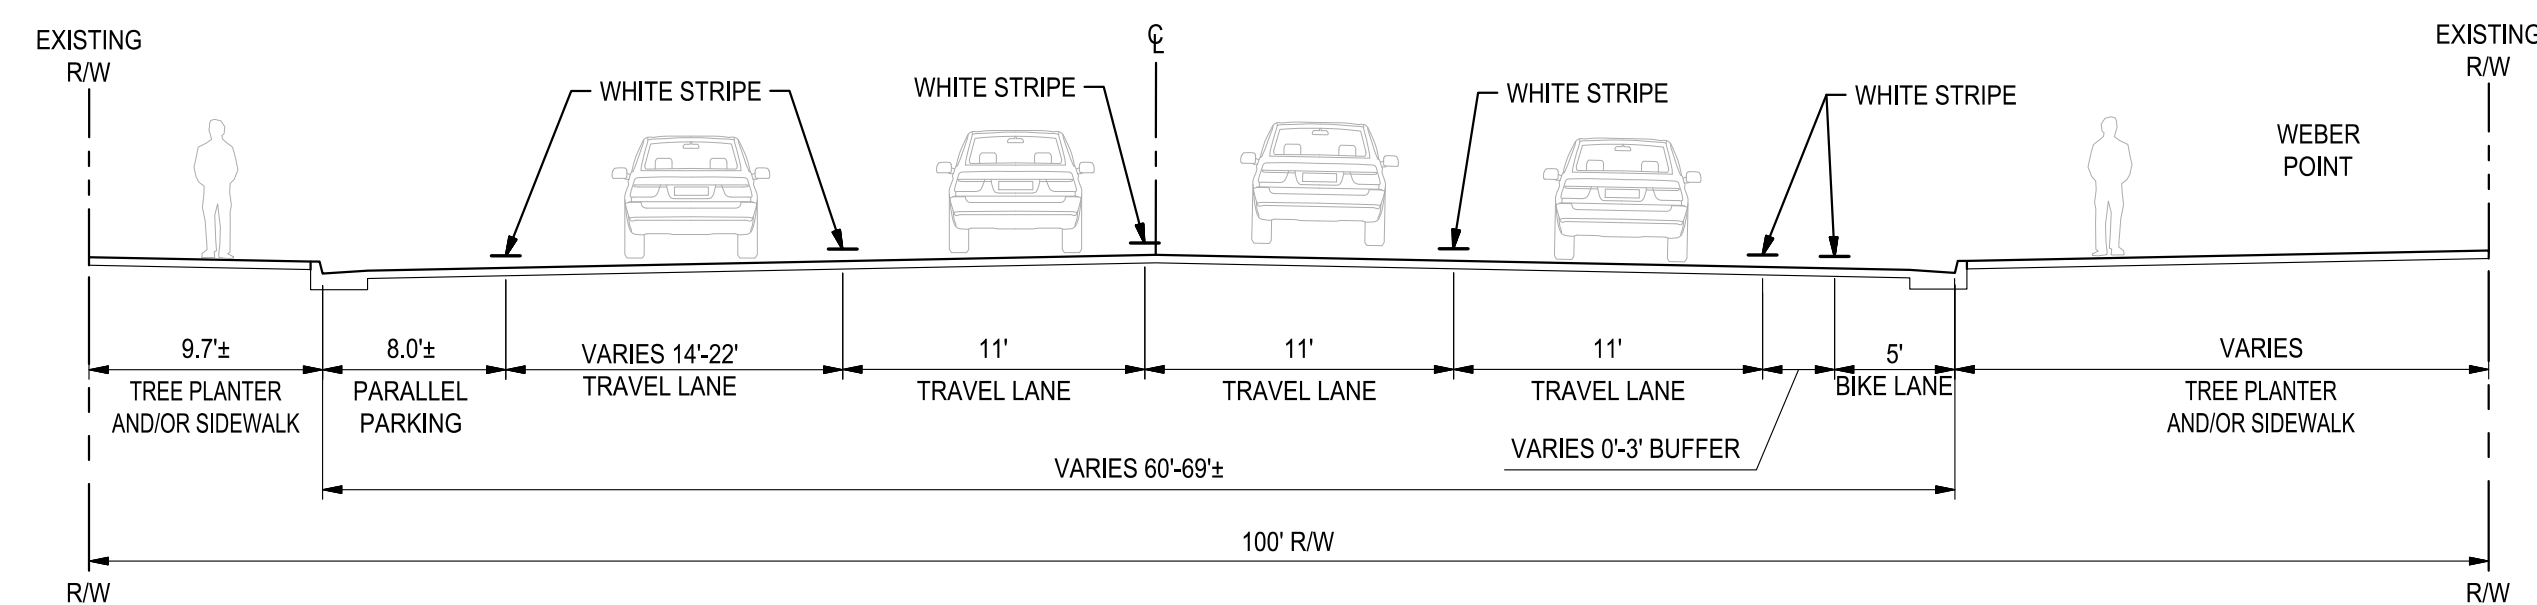 EXISTING
R/W
WHITE STRIPE
WHITE STRIPE
℄
WHITE STRIPE
WHITE STRIPE
WEBER
POINT
EXISTING
R/W
9.7'±
TREE PLANTER
AND/OR SIDEWALK
8.0'±
PARALLEL
PARKING
VARIES 14'-22'
TRAVEL LANE
11'
TRAVEL LANE
11'
TRAVEL LANE
11'
TRAVEL LANE
VARIES 0'-3' BUFFER
5'
BIKE LANE
VARIES
TREE PLANTER
AND/OR SIDEWALK
VARIES 60'-69'±
100' R/W
R/W
R/W